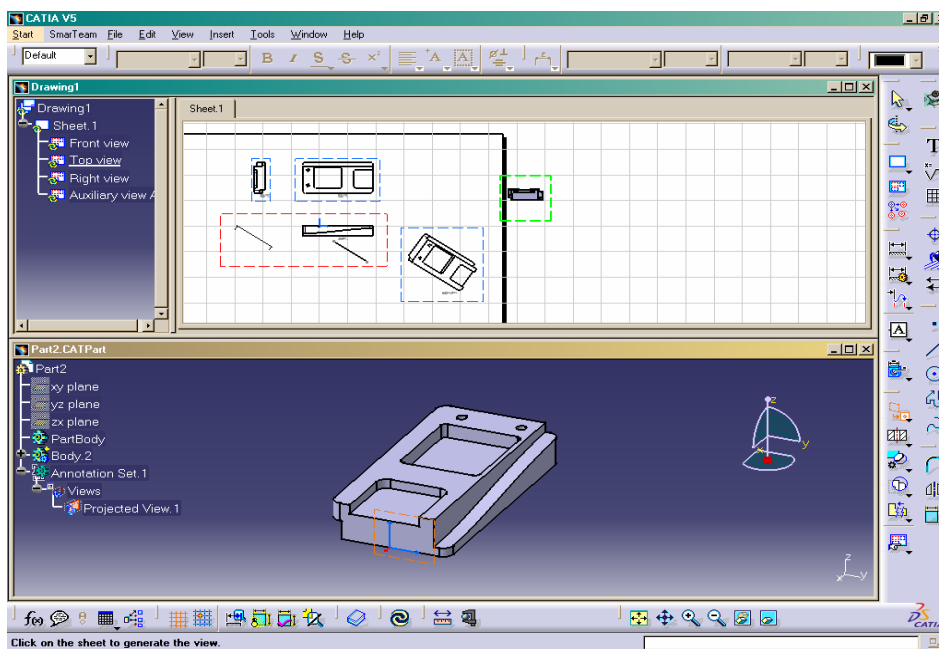 CATIA V5
Start SmarTeam File Edit View Insert Tools Window Help
Default
B I S S x²
Drawing1
Drawing1
Sheet.1
Front view
Top view
Right view
Auxiliary view A
Sheet.1
Part2.CATPart
Part2
xy plane
yz plane
zx plane
PartBody
Body.2
Annotation Set.1
Views
Projected View.1
z
x
y
z
x
y
A
T
f(x)
CATIA
Click on the sheet to generate the view.